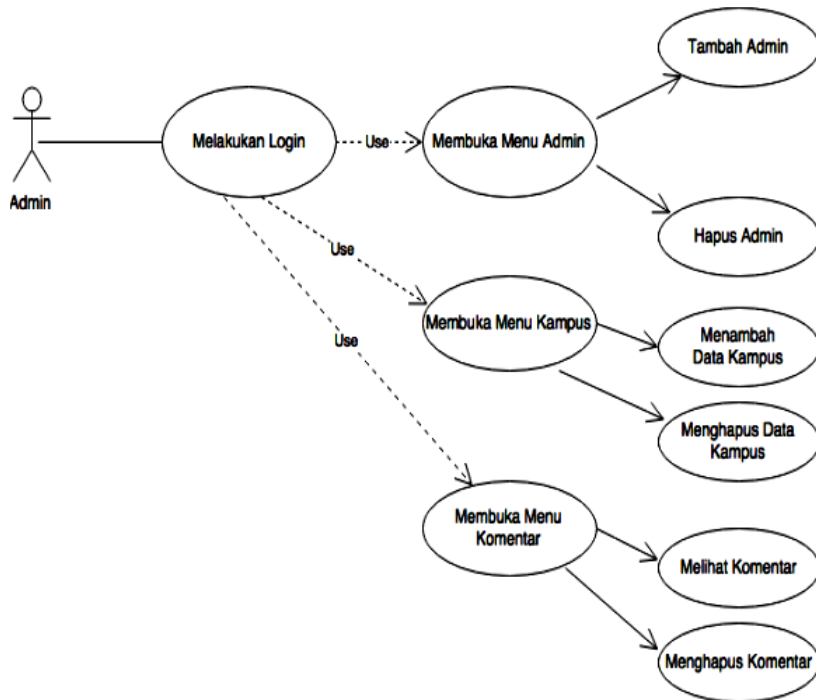 Tambah Admin
Melakukan Login
Use
Membuka Menu Admin
Admin
Hapus Admin
Use
Membuka Menu Kampus
Menambah
Data Kampus
Use
Menghapus Data
Kampus
Membuka Menu
Komentar
Melihat Komentar
Menghapus Komentar